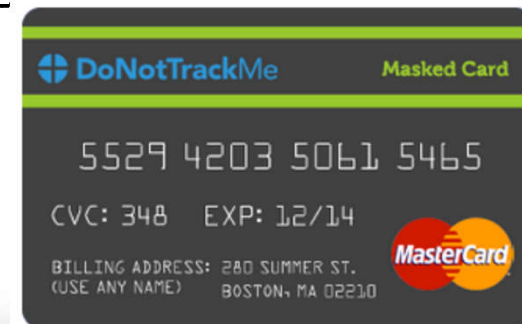 DoNotTrackMe Masked Card
5529 4203 5061 5465
CVC: 348 EXP: 12/14
BILLING ADDRESS: 280 SUMMER ST.
(USE ANY NAME) BOSTON, MA 02210
MasterCard